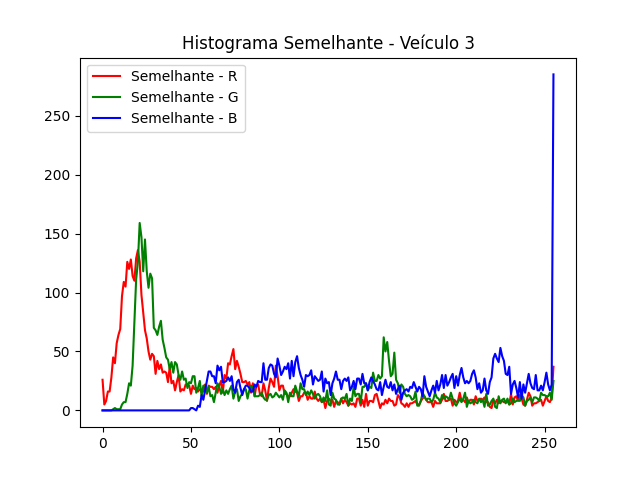 Histograma Semelhante - Veículo 3
Semelhante - R
Semelhante - G
Semelhante - B
250
200
150
100
50
0
0 50 100 150 200 250